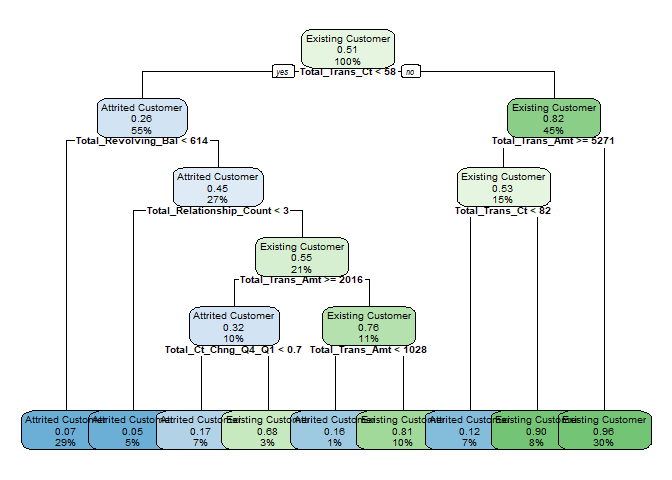 Existing Customer
0.51
100%
yes
Total_Trans_Ct < 58
no
Attrited Customer
0.26
55%
Existing Customer
0.82
45%
Total_Revolving_Bal < 614
Total_Trans_Amt >= 5271
Attrited Customer
0.45
27%
Existing Customer
0.53
15%
Total_Relationship_Count < 3
Total_Trans_Ct < 82
Existing Customer
0.55
21%
Total_Trans_Amt >= 2016
Attrited Customer
0.32
10%
Existing Customer
0.76
11%
Total_Ct_Chng_Q4_Q1 < 0.7
Total_Trans_Amt < 1028
Attrited Customer
0.07
29%
Attrited Customer
0.05
5%
Attrited Customer
0.17
7%
Existing Customer
0.68
3%
Attrited Customer
0.16
1%
Existing Customer
0.81
10%
Attrited Customer
0.12
7%
Existing Customer
0.90
8%
Existing Customer
0.96
30%